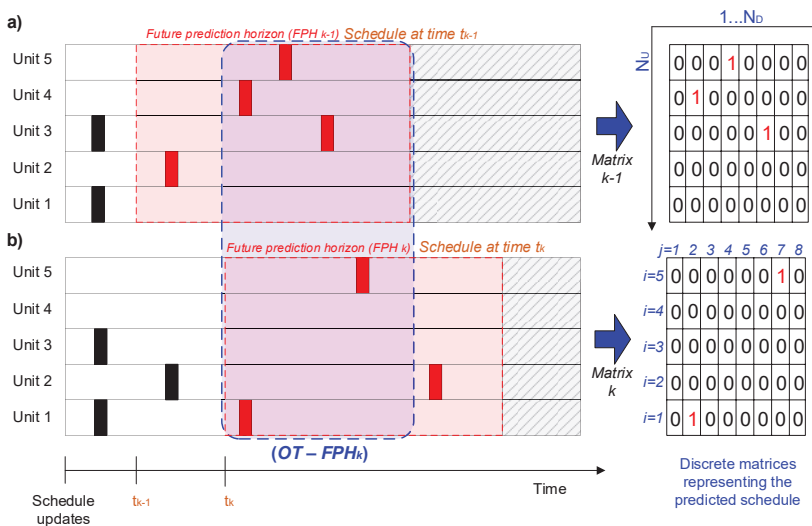 a)
Future prediction horizon (FPH k-1) Schedule at time tk-1
1...ND
NU
Unit 5
Unit 4
Unit 3
Unit 2
Unit 1
Matrix
k-1
0 0 0 1 0 0 0 0
0 1 0 0 0 0 0 0
0 0 0 0 0 1 0 0
0 0 0 0 0 0 0 0
0 0 0 0 0 0 0 0
b)
Future prediction horizon (FPH k) Schedule at time tk
Unit 5
Unit 4
Unit 3
Unit 2
Unit 1
Matrix
k
j=1 2 3 4 5 6 7 8
i=5 0 0 0 0 0 0 1 0
i=4 0 0 0 0 0 0 0 0
i=3 0 0 0 0 0 0 0 0
i=2 0 0 0 0 0 0 0 0
i=1 0 1 0 0 0 0 0 0
(OT – FPHk)
Schedule
updates
tk-1
tk
Time
Discrete matrices
representing the
predicted schedule